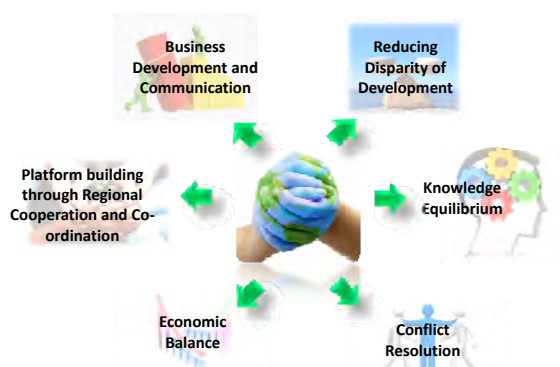 Business
Development and
Communication
Reducing
Disparity of
Development
Platform building
through Regional
Cooperation and Co-
ordination
Knowledge
Equilibrium
Economic
Balance
Conflict
Resolution